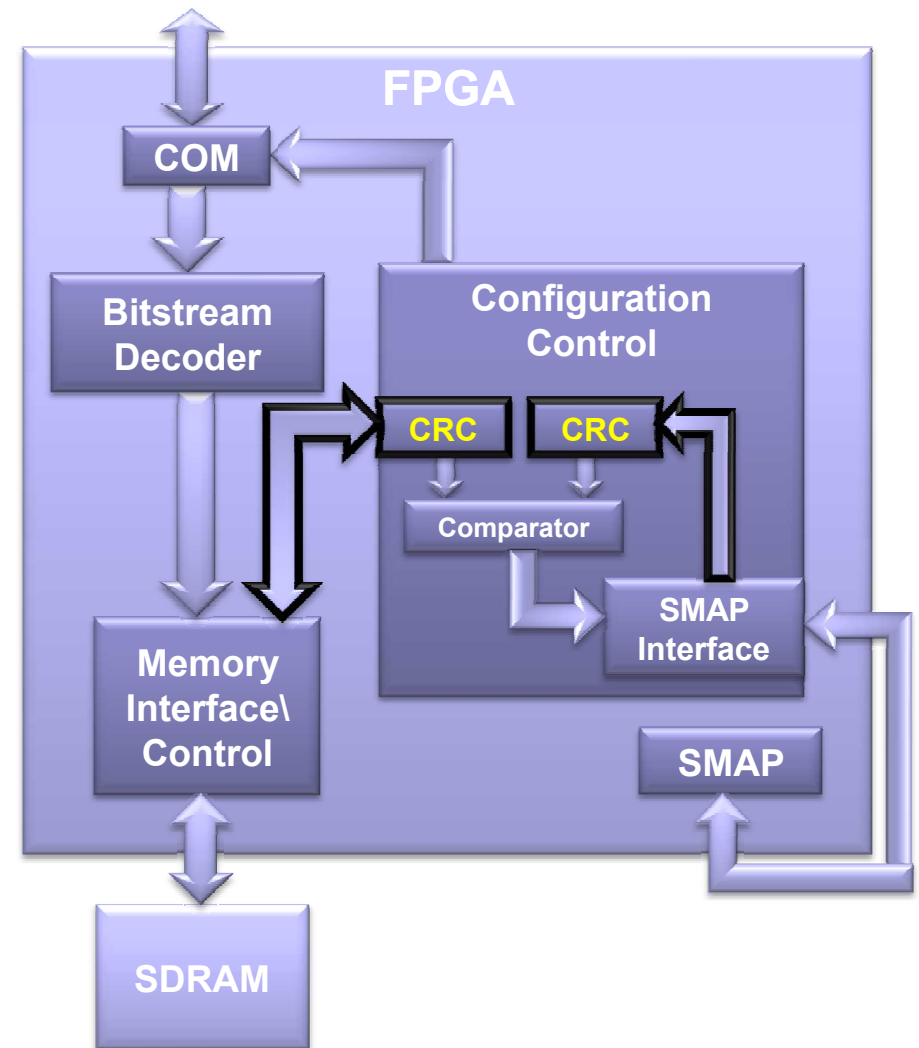 FPGA
COM
Bitstream
Decoder
Configuration
Control
CRC
CRC
Comparator
SMAP
Interface
Memory
Interface\
Control
SMAP
SDRAM